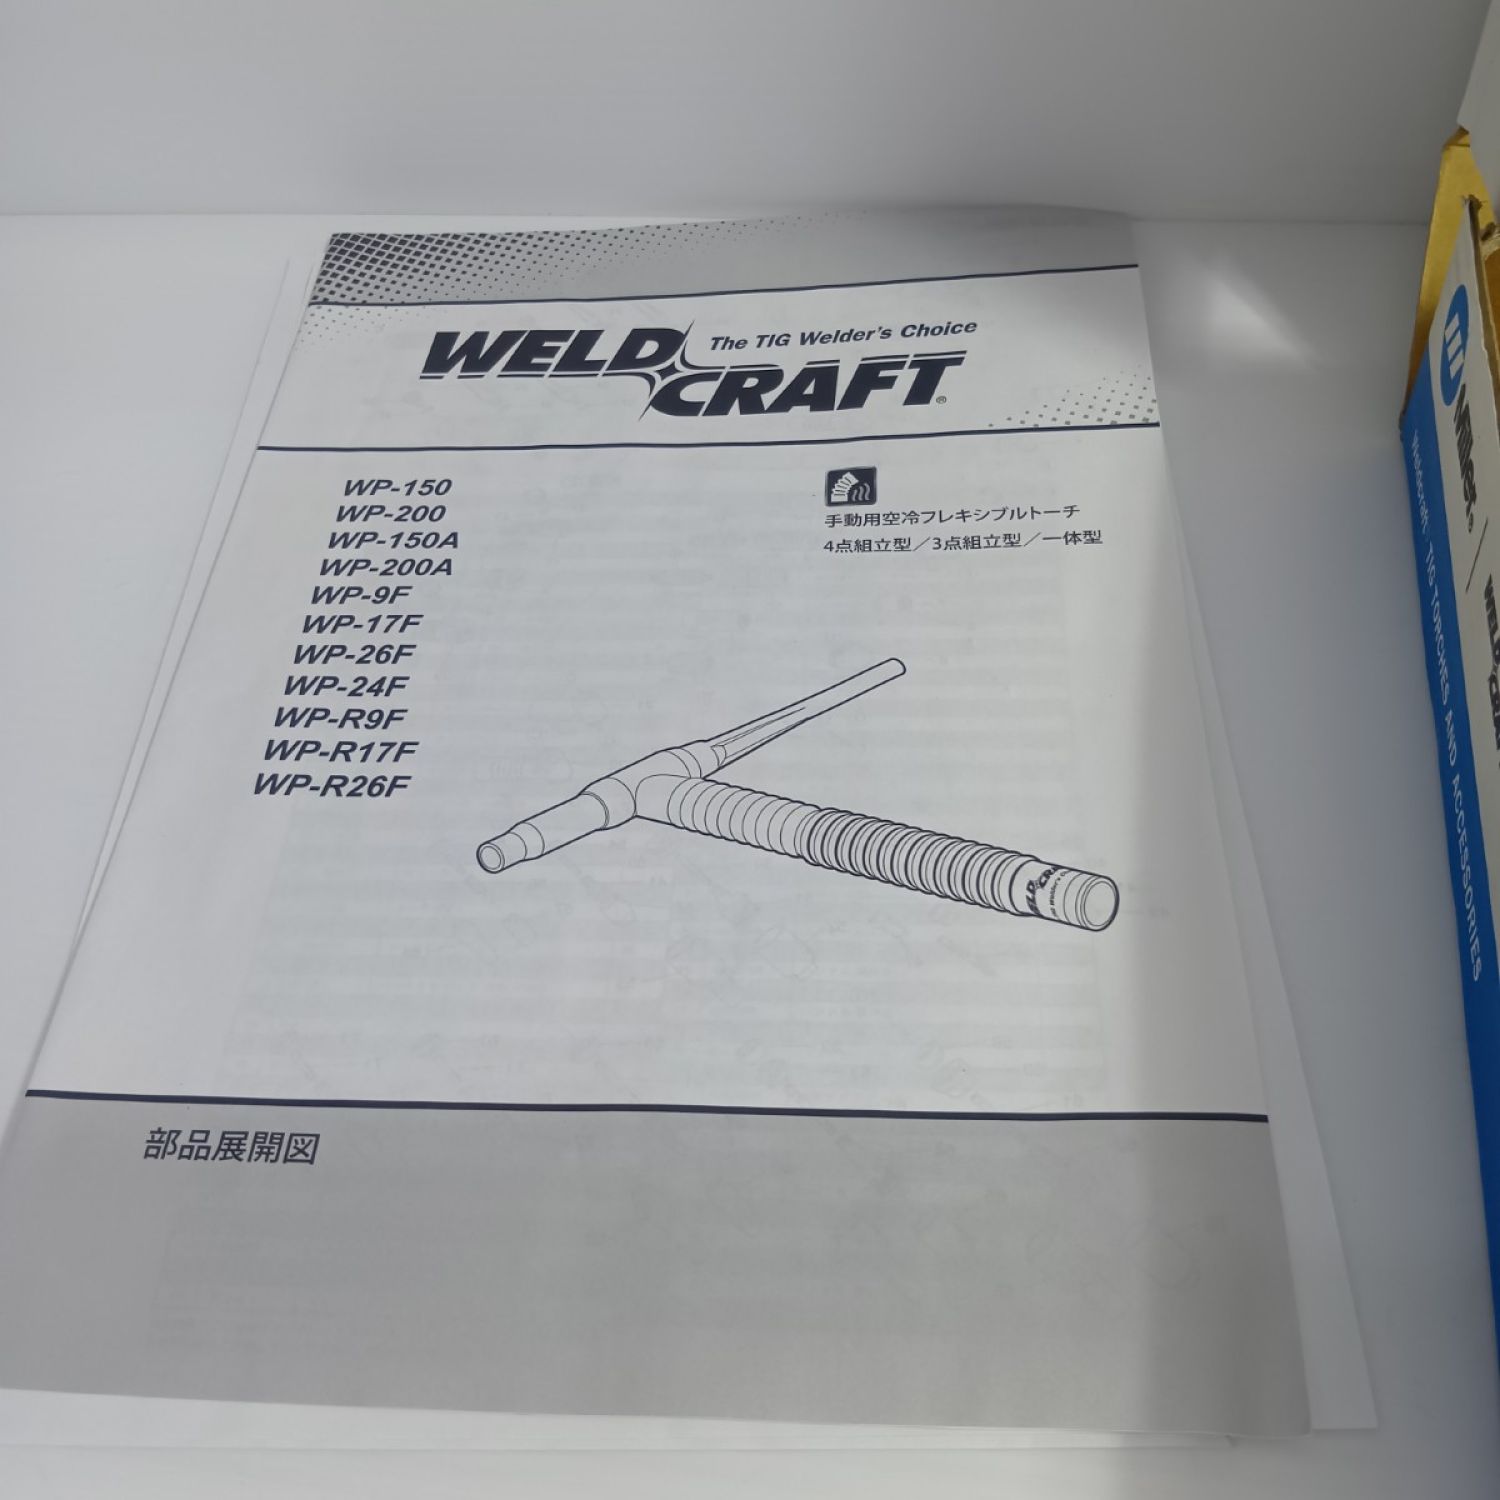 WELDCRAFT®
The TIG Welder's Choice
WP-150
WP-200
WP-150A
WP-200A
WP-9F
WP-17F
WP-26F
WP-24F
WP-R9F
WP-R17F
WP-R26F
手動用空冷フレキシブルトーチ
4点組立型／3点組立型／一体型
部品展開図
Miller®
Weldcraft TIG TORCHES AND ACCESSORIES